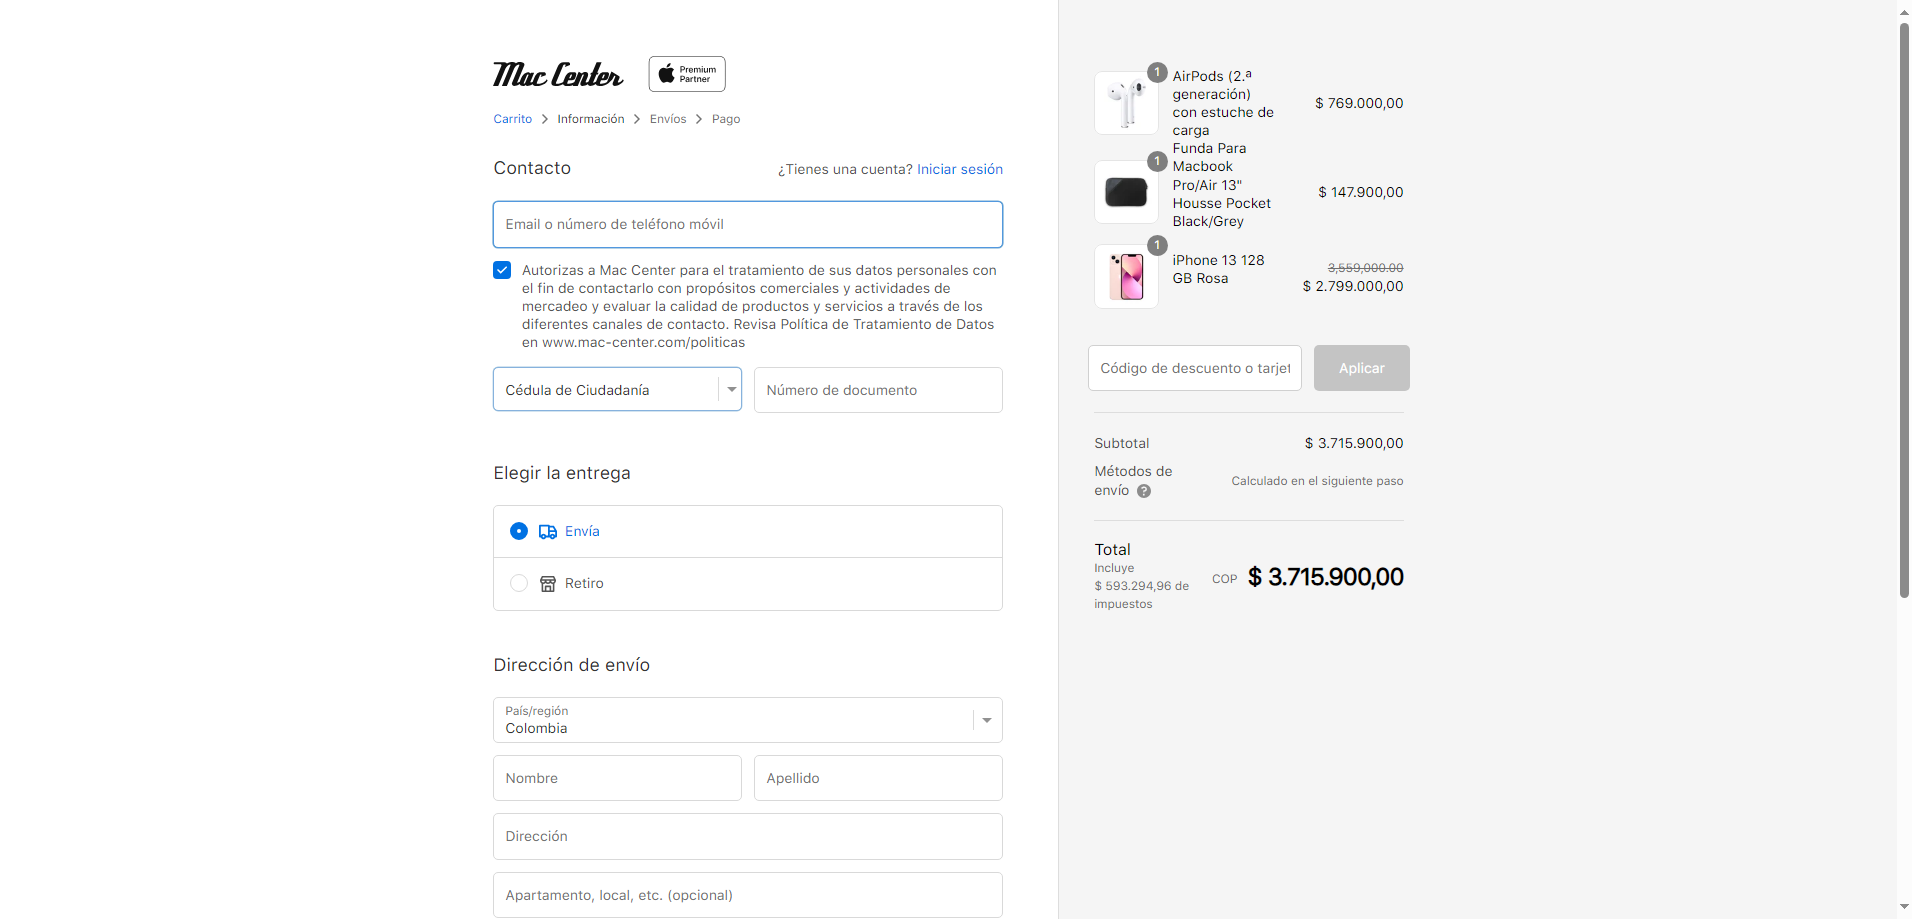 Mac Center
Premium
Partner
Carrito
Información
Envíos
Pago
Contacto
¿Tienes una cuenta? Iniciar sesión
Email o número de teléfono móvil
Autorizas a Mac Center para el tratamiento de sus datos personales con
el fin de contactarlo con propósitos comerciales y actividades de
mercadeo y evaluar la calidad de productos y servicios a través de los
diferentes canales de contacto. Revisa Política de Tratamiento de Datos
en www.mac-center.com/politicas
Cédula de Ciudadanía
Número de documento
Elegir la entrega
Envía
Retiro
Dirección de envío
País/región
Colombia
Nombre
Apellido
Dirección
Apartamento, local, etc. (opcional)
1
AirPods (2.ª
generación)
con estuche de
carga
$ 769.000,00
1
Funda Para
Macbook
Pro/Air 13"
Housse Pocket
Black/Grey
$ 147.900,00
1
iPhone 13 128
GB Rosa
3,559,000.00
$ 2.799.000,00
Código de descuento o tarjet
Aplicar
Subtotal
$ 3.715.900,00
Métodos de
envío ?
Calculado en el siguiente paso
Total
Incluye
$ 593.294,96 de
impuestos
COP $ 3.715.900,00